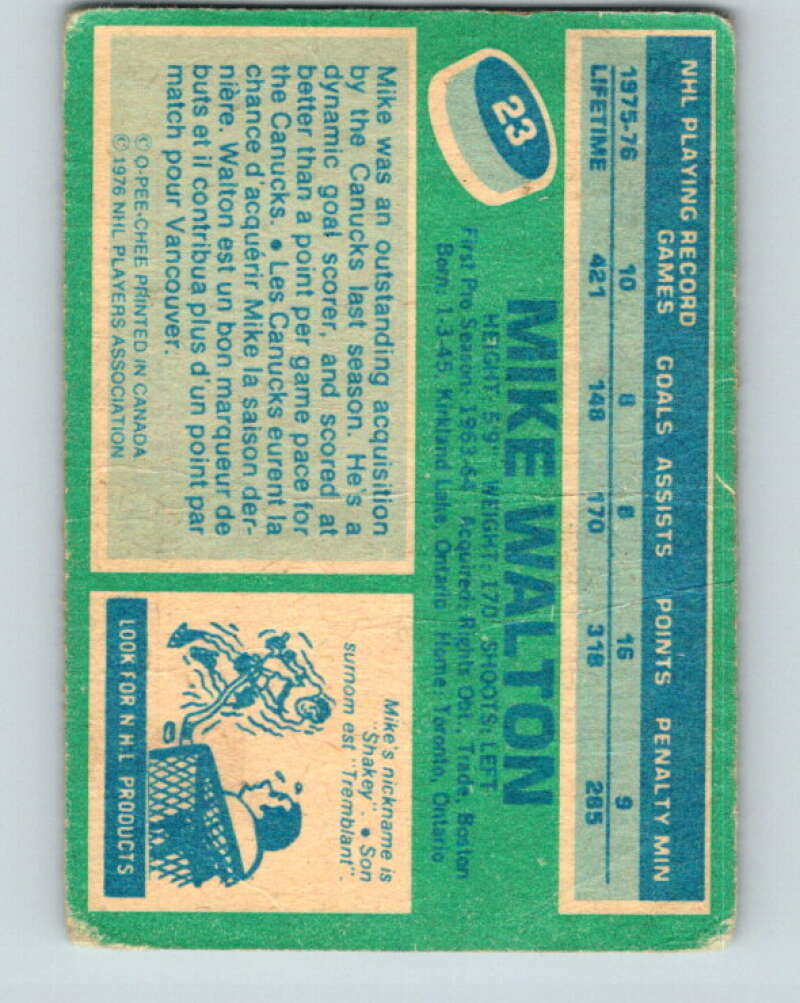 NHL PLAYING RECORD
GAMES GOALS ASSISTS POINTS PENALTY MIN
1975-76 10 8 8 16 9
LIFETIME 421 148 170 318 265
23
MIKE WALTON
HEIGHT: 5'9" WEIGHT: 170 SHOOTS: LEFT
First Pro Season: 1963-64 Acquired: Rights Obt., Trade, Boston
Born: 1-3-45, Kirkland Lake, Ontario Home: Toronto, Ontario
Mike was an outstanding acquisition
by the Canucks last season. He's a
dynamic goal scorer, and scored at
better than a point per game pace for
the Canucks. • Les Canucks eurent la
chance d'acquérir Mike la saison der-
nière. Walton est un bon marqueur de
buts et il contribua plus d'un point par
match pour Vancouver.
© O-PEE-CHEE PRINTED IN CANADA
© 1976 NHL PLAYERS ASSOCIATION
Mike's nickname is
"Shakey". • Son
surnom est "Tremblant".
LOOK FOR N H L PRODUCTS